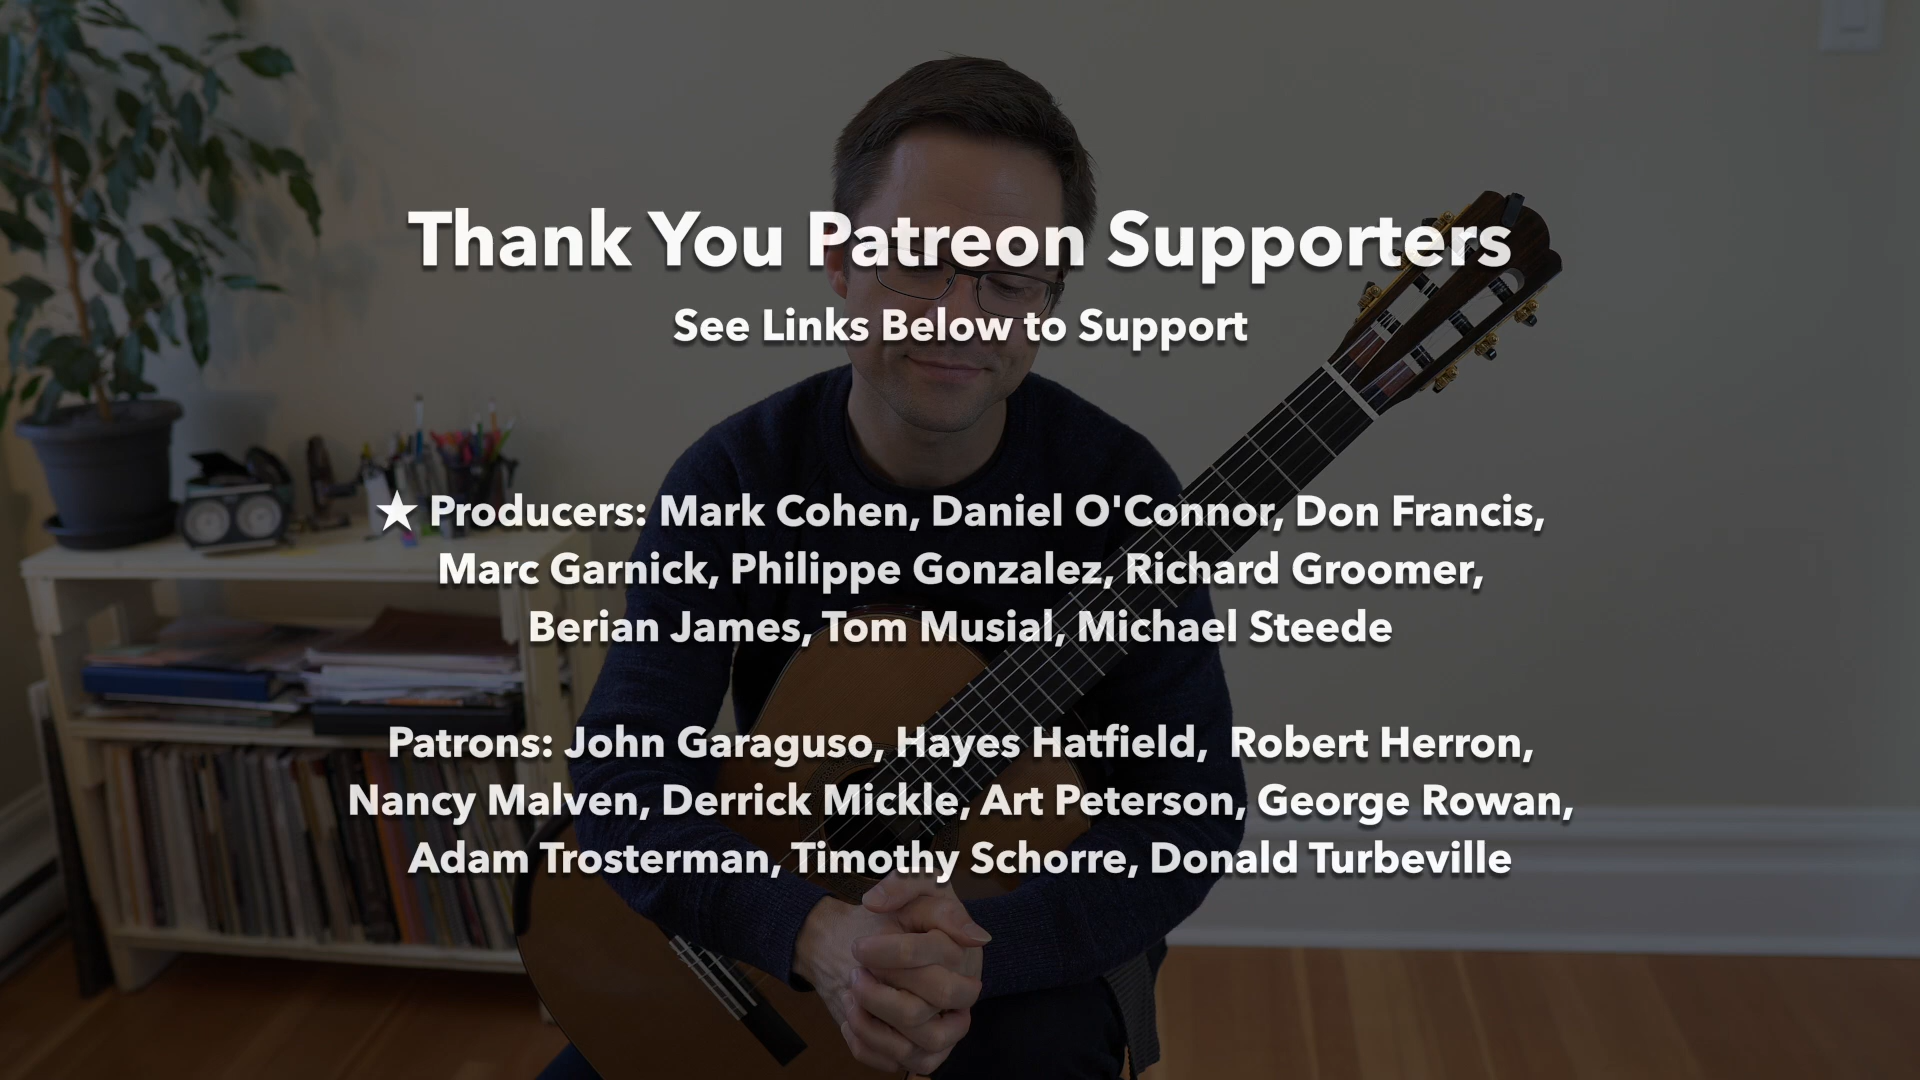 Thank You Patreon Supporters
See Links Below to Support
★ Producers: Mark Cohen, Daniel O'Connor, Don Francis,
Marc Garnick, Philippe Gonzalez, Richard Groomer,
Berian James, Tom Musial, Michael Steede
Patrons: John Garaguso, Hayes Hatfield,  Robert Herron,
Nancy Malven, Derrick Mickle, Art Peterson, George Rowan,
Adam Trosterman, Timothy Schorre, Donald Turbeville